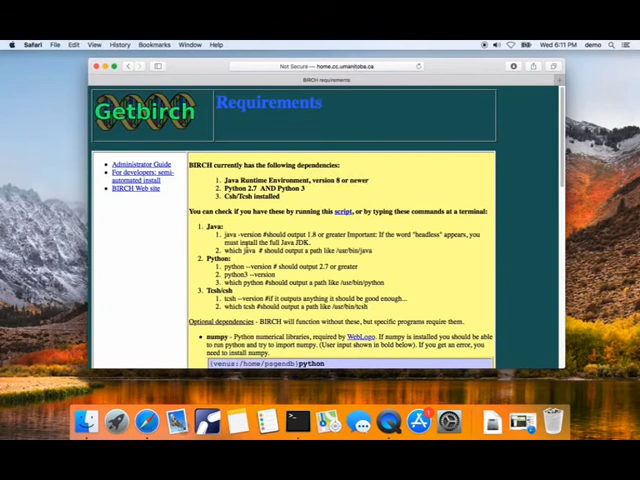 Safari File Edit View History Bookmarks Window Help
Wed 6:11 PM demo
Not Secure — home.cc.umanitoba.ca
BIRCH requirements
Getbirch
Requirements
Administrator Guide
For developers: semi-
automated install
BIRCH Web site
BIRCH currently has the following dependencies:
1. Java Runtime Environment, version 8 or newer
2. Python 2.7 AND Python 3
3. Csh/Tcsh installed
You can check if you have these by running this script, or by typing these commands at a terminal:
1. Java:
1. java -version #should output 1.8 or greater Important: If the word "headless" appears, you
must install the full Java JDK.
2. which java # should output a path like /usr/bin/java
2. Python:
1. python --version # should output 2.7 or greater
2. python3 --version
3. which python #should output a path like /usr/bin/python
3. Tcsh/csh
1. tcsh --version #if it outputs anything it should be good enough...
2. which tcsh #should output a path like /usr/bin/tcsh
Optional dependencies - BIRCH will function without these, but specific programs require them.
numpy - Python numerical libraries, required by WebLogo. If numpy is installed you should be able
to run python and try to import numpy. (User input shown in bold below). If you get an error, you
need to install numpy.
{venus:/home/psgendb}python